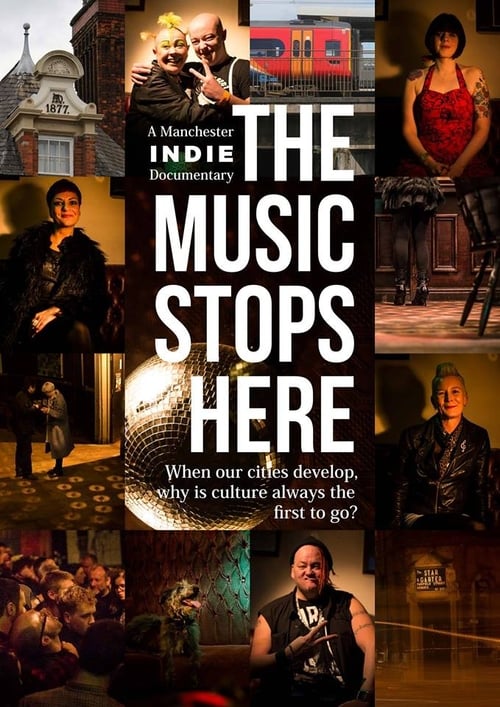 1877.
A Manchester
INDIE
Documentary
THE
MUSIC
STOPS
HERE
When our cities develop,
why is culture always the
first to go?
STAR
& GARTER